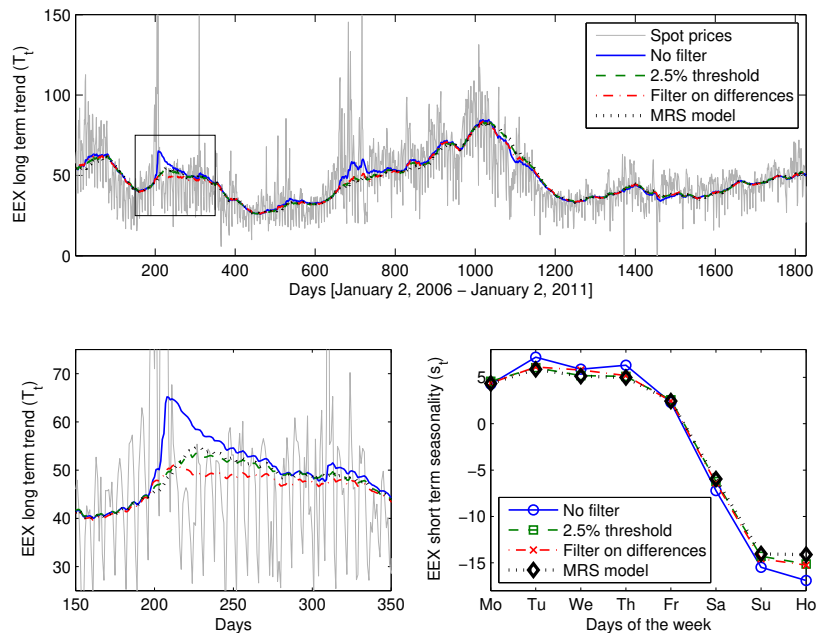 EEX long term trend (Tt)
150
100
50
0
200
400
600
800
1000
1200
1400
1600
1800
Days [January 2, 2006 − January 2, 2011]
Spot prices
No filter
2.5% threshold
Filter on differences
MRS model
EEX long term trend (Tt)
70
60
50
40
30
150
200
250
300
350
Days
EEX short term seasonality (st)
5
0
−5
−10
−15
No filter
2.5% threshold
Filter on differences
MRS model
Mo
Tu
We
Th
Fr
Sa
Su
Ho
Days of the week